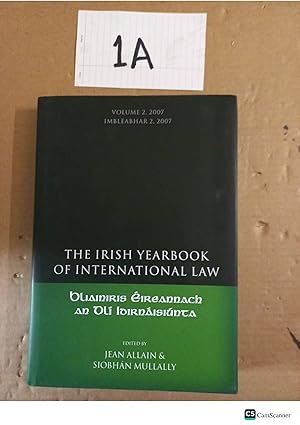 1A
VOLUME 2, 2007
IMBLEABHAR 2, 2007
THE IRISH YEARBOOK
OF INTERNATIONAL LAW
Bliainiris Éireannach
an Dlí Idirnáisiúnta
EDITED BY
JEAN ALLAIN &
SIOBHÁN MULLALLY
CS CamScanner